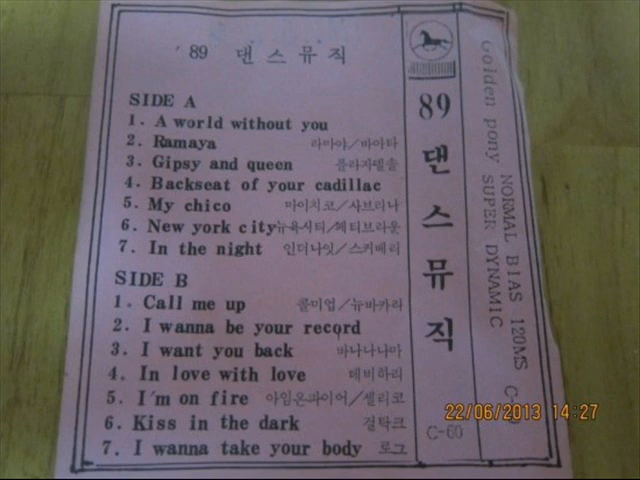 '89 댄스뮤직
SIDE A
1. A world without you
2. Ramaya 라마야/바이타
3. Gipsy and queen 플라자델솔
4. Backseat of your cadillac
5. My chico 마이치코/사브리나
6. New york city 뉴욕시티/헤티브라운
7. In the night 인더나잇/스커베리
SIDE B
1. Call me up 콜미업/뉴바카라
2. I wanna be your record
3. I want you back 바나나나마
4. In love with love 데비하리
5. I'm on fire 아임온파이어/쎌리코
6. Kiss in the dark 걸탁크
7. I wanna take your body 로그
89 댄스뮤직
C-60
Golden pony
NORMAL BIAS 120MS
SUPER DYNAMIC
22/06/2013 14:27